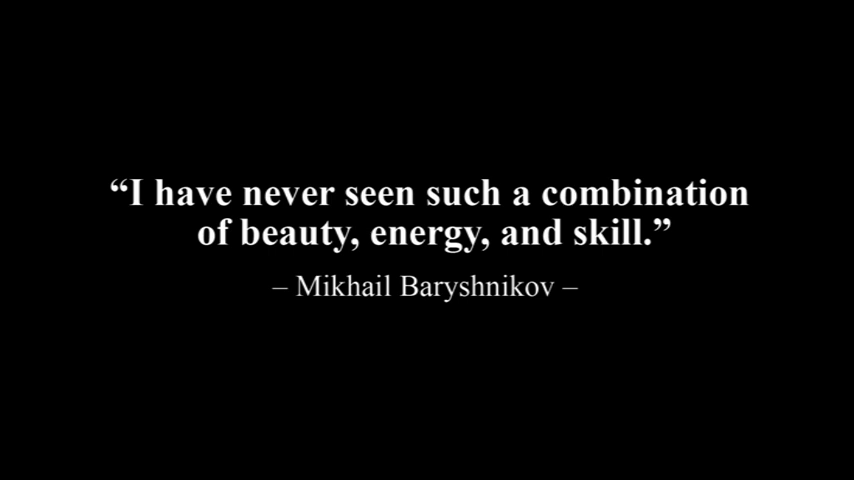 “I have never seen such a combination
of beauty, energy, and skill.”
– Mikhail Baryshnikov –